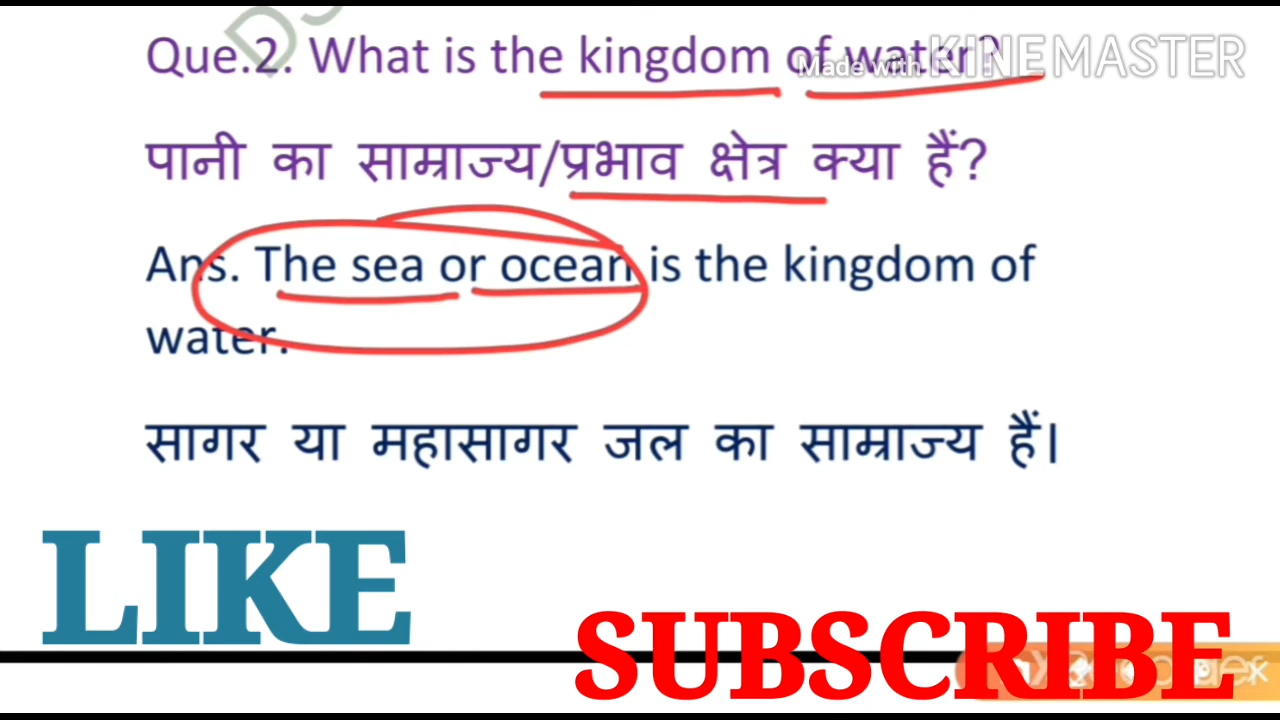 Que.2. What is the kingdom of water?
Made with KINEMASTER
पानी का साम्राज्य/प्रभाव क्षेत्र क्या हैं?
Ans. The sea or ocean is the kingdom of
water.
सागर या महासागर जल का साम्राज्य हैं।
LIKE
SUBSCRIBE